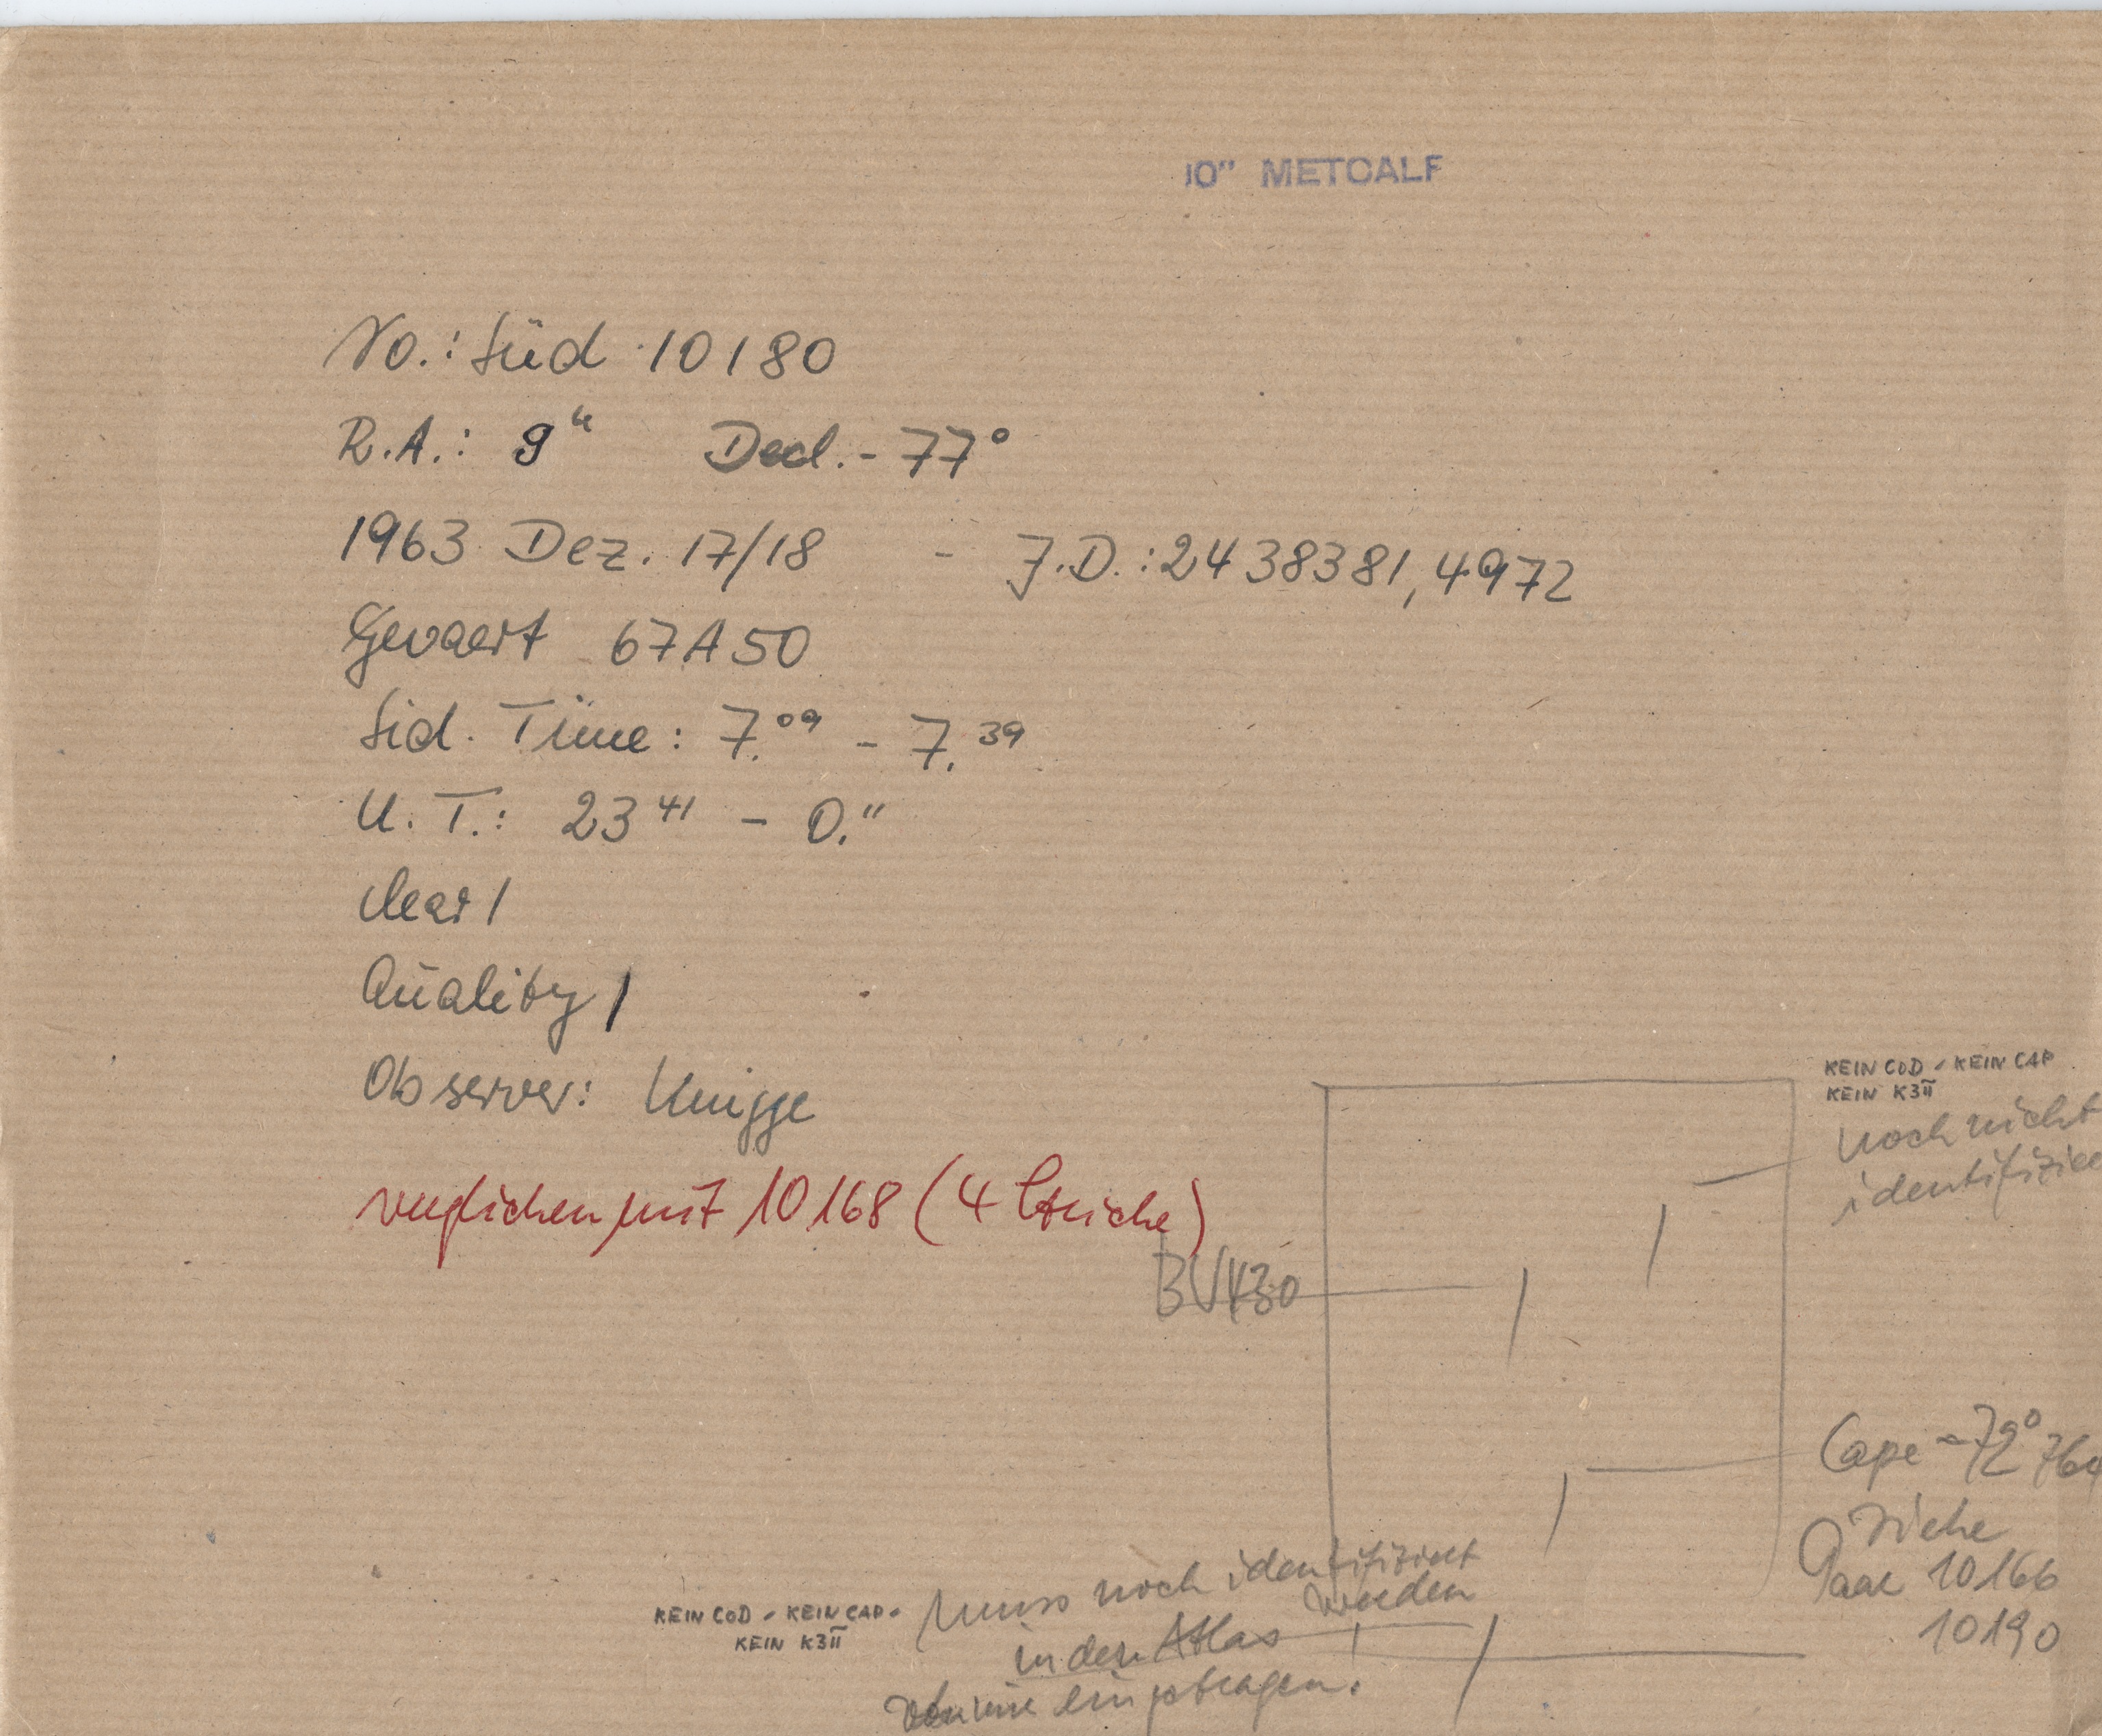 10" METCALF
No.: Süd 10180
R.A.: 9h Decl. - 77°
1963 Dez. 17/18 - J.D.: 2438381,4972
Gevaert 67A50
Sid. Time: 7.09 - 7.39
U.T.: 23 41 - 0.11
clear 1
Quality 1
Observer: Knigge
verglichen mit 10168 (4 Striche)
BV430
KEIN COD - KEIN CAP
KEIN K3II
noch nicht
identifizier
Cape -72° 764
siehe
Paar 10166
10190
KEIN COD - KEIN CAP -
KEIN K3II
muss noch identifiziert
werden
in den Atlas
eingetragen!